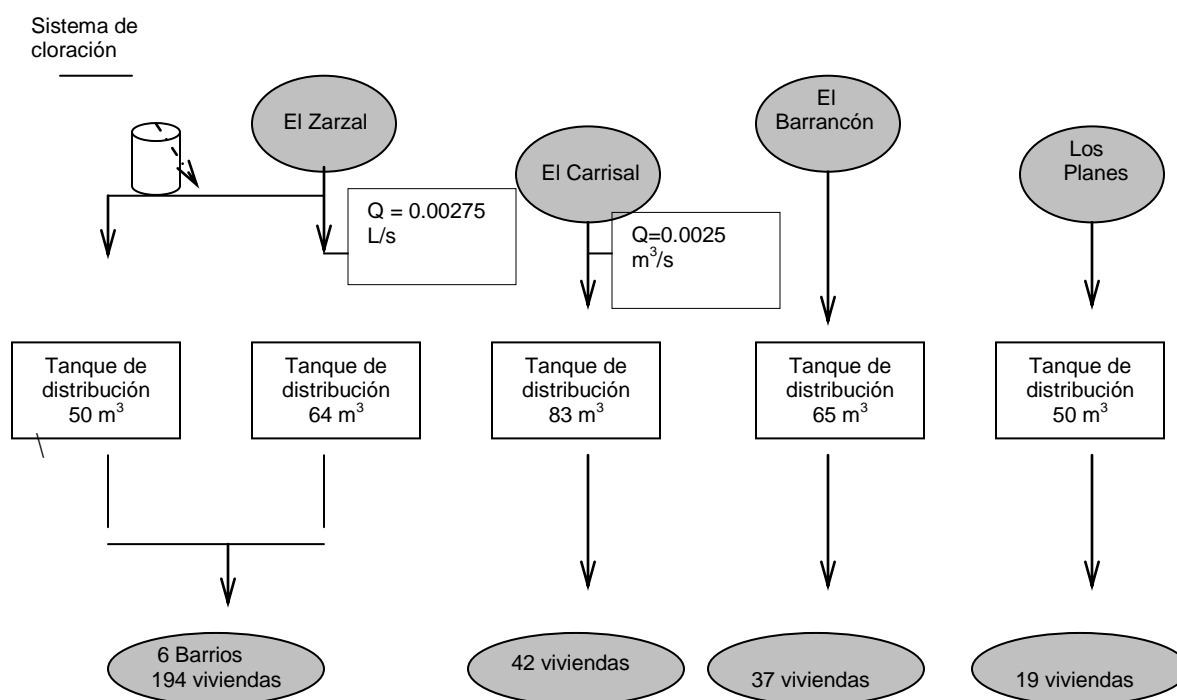 Sistema de
cloración
El Zarzal
El
Barrancón
El Carrisal
Los
Planes
Q = 0.00275
L/s
Q=0.0025
m³/s
Tanque de
distribución
50 m³
Tanque de
distribución
64 m³
Tanque de
distribución
83 m³
Tanque de
distribución
65 m³
Tanque de
distribución
50 m³
6 Barrios
194 viviendas
42 viviendas
37 viviendas
19 viviendas